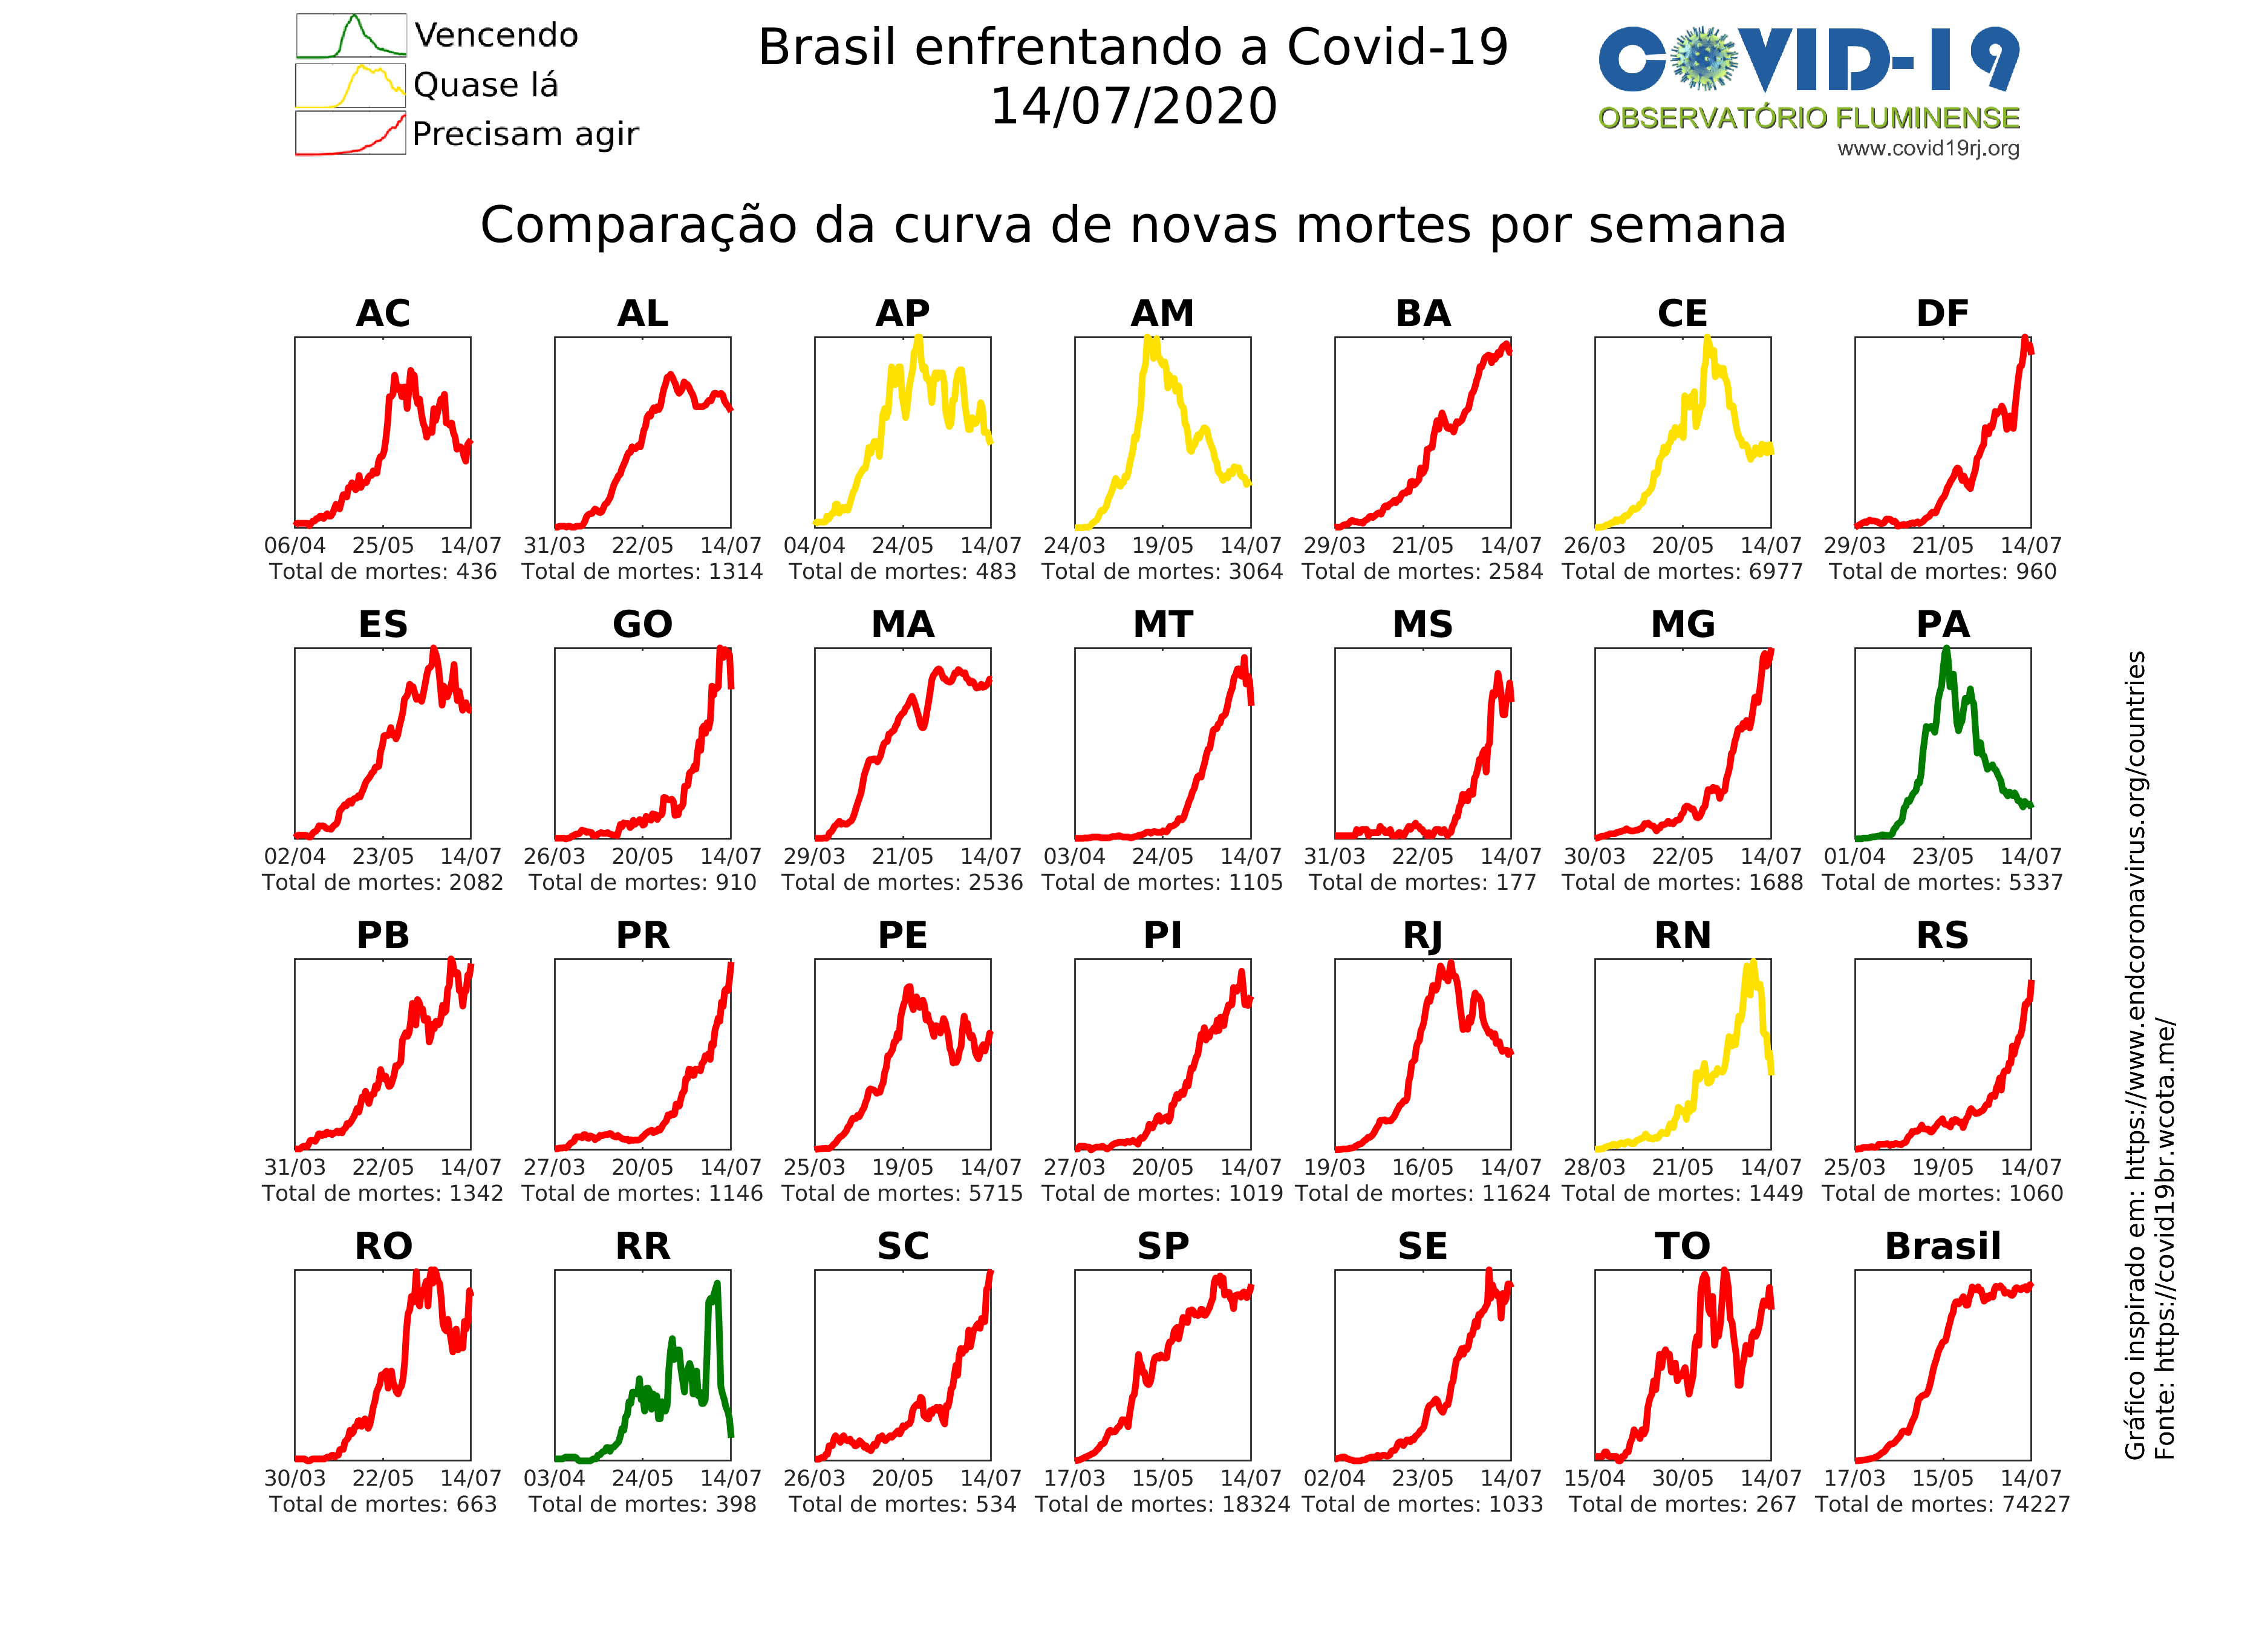 Vencendo
Quase lá
Precisam agir
Brasil enfrentando a Covid-19
14/07/2020
COVID-19
OBSERVATÓRIO FLUMINENSE
www.covid19rj.org
Comparação da curva de novas mortes por semana
AC AL AP AM BA CE DF
06/04 25/05 14/07 31/03 22/05 14/07 04/04 24/05 14/07 24/03 19/05 14/07 29/03 21/05 14/07 26/03 20/05 14/07 29/03 21/05 14/07
Total de mortes: 436 Total de mortes: 1314 Total de mortes: 483 Total de mortes: 3064 Total de mortes: 2584 Total de mortes: 6977 Total de mortes: 960
ES GO MA MT MS MG PA
02/04 23/05 14/07 26/03 20/05 14/07 29/03 21/05 14/07 03/04 24/05 14/07 31/03 22/05 14/07 30/03 22/05 14/07 01/04 23/05 14/07
Total de mortes: 2082 Total de mortes: 910 Total de mortes: 2536 Total de mortes: 1105 Total de mortes: 177 Total de mortes: 1688 Total de mortes: 5337
PB PR PE PI RJ RN RS
31/03 22/05 14/07 27/03 20/05 14/07 25/03 19/05 14/07 27/03 20/05 14/07 19/03 16/05 14/07 28/03 21/05 14/07 25/03 19/05 14/07
Total de mortes: 1342 Total de mortes: 1146 Total de mortes: 5715 Total de mortes: 1019 Total de mortes: 11624 Total de mortes: 1449 Total de mortes: 1060
RO RR SC SP SE TO Brasil
30/03 22/05 14/07 03/04 24/05 14/07 26/03 20/05 14/07 17/03 15/05 14/07 02/04 23/05 14/07 15/04 30/05 14/07 17/03 15/05 14/07
Total de mortes: 663 Total de mortes: 398 Total de mortes: 534 Total de mortes: 18324 Total de mortes: 1033 Total de mortes: 267 Total de mortes: 74227
Gráfico inspirado em: https://www.endcoronavirus.org/countries
Fonte: https://covid19br.wcota.me/